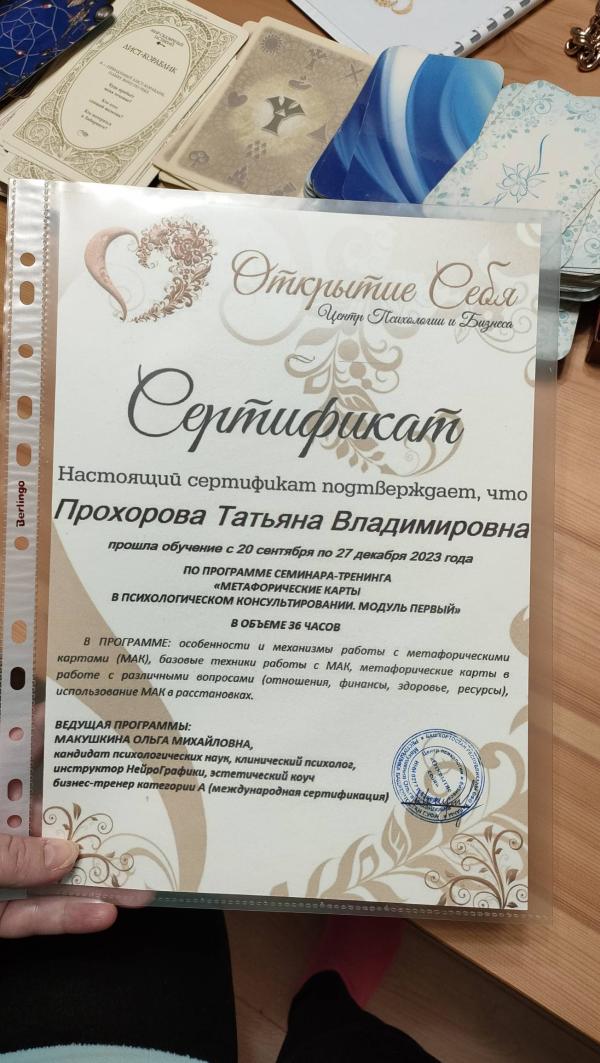 ЛИСТ-КОРАБЛИК
Открытие Себя
Центр Психологии и Бизнеса
Сертификат
Настоящий сертификат подтверждает, что
Прохорова Татьяна Владимировна
прошла обучение с 20 сентября по 27 декабря 2023 года
ПО ПРОГРАММЕ СЕМИНАРА-ТРЕНИНГА
«МЕТАФОРИЧЕСКИЕ КАРТЫ
В ПСИХОЛОГИЧЕСКОМ КОНСУЛЬТИРОВАНИИ. МОДУЛЬ ПЕРВЫЙ»
В ОБЪЕМЕ 36 ЧАСОВ
В ПРОГРАММЕ: особенности и механизмы работы с метафорическими
картами (МАК), базовые техники работы с МАК, метафорические карты в
работе с различными вопросами (отношения, финансы, здоровье, ресурсы),
использование МАК в расстановках.
ВЕДУЩАЯ ПРОГРАММЫ:
МАКУШКИНА ОЛЬГА МИХАЙЛОВНА,
кандидат психологических наук, клинический психолог,
инструктор НейроГрафики, эстетический коуч
бизнес-тренер категории А (международная сертификация)
Berlingo